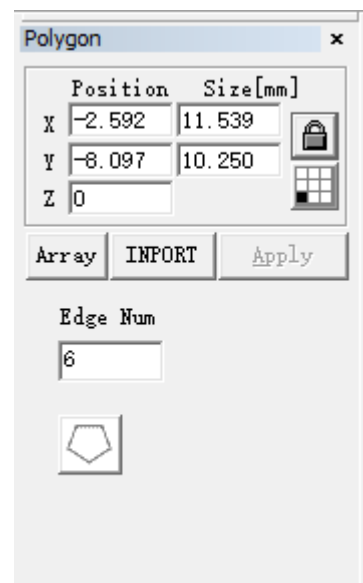 Polygon
Position Size[mm]
X -2.592 11.539
Y -8.097 10.250
Z 0
Array INPORT Apply
Edge Num
6